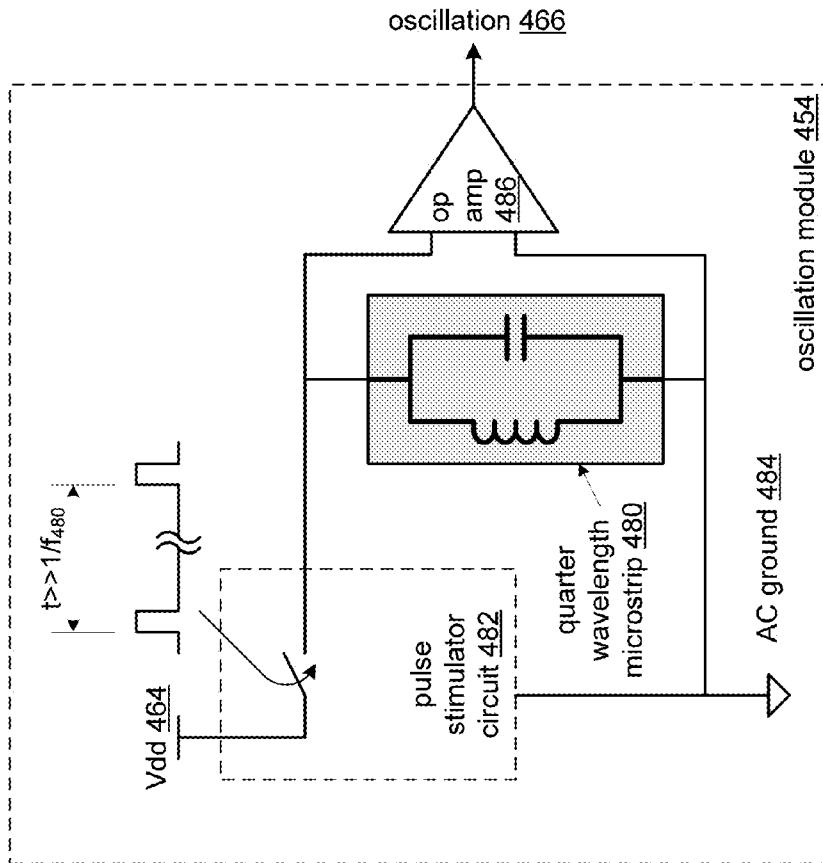 oscillation 466
t>>1/f480
Vdd 464
op
amp
486
pulse
stimulator
circuit 482
quarter
wavelength
microstrip 480
AC ground 484
oscillation module 454